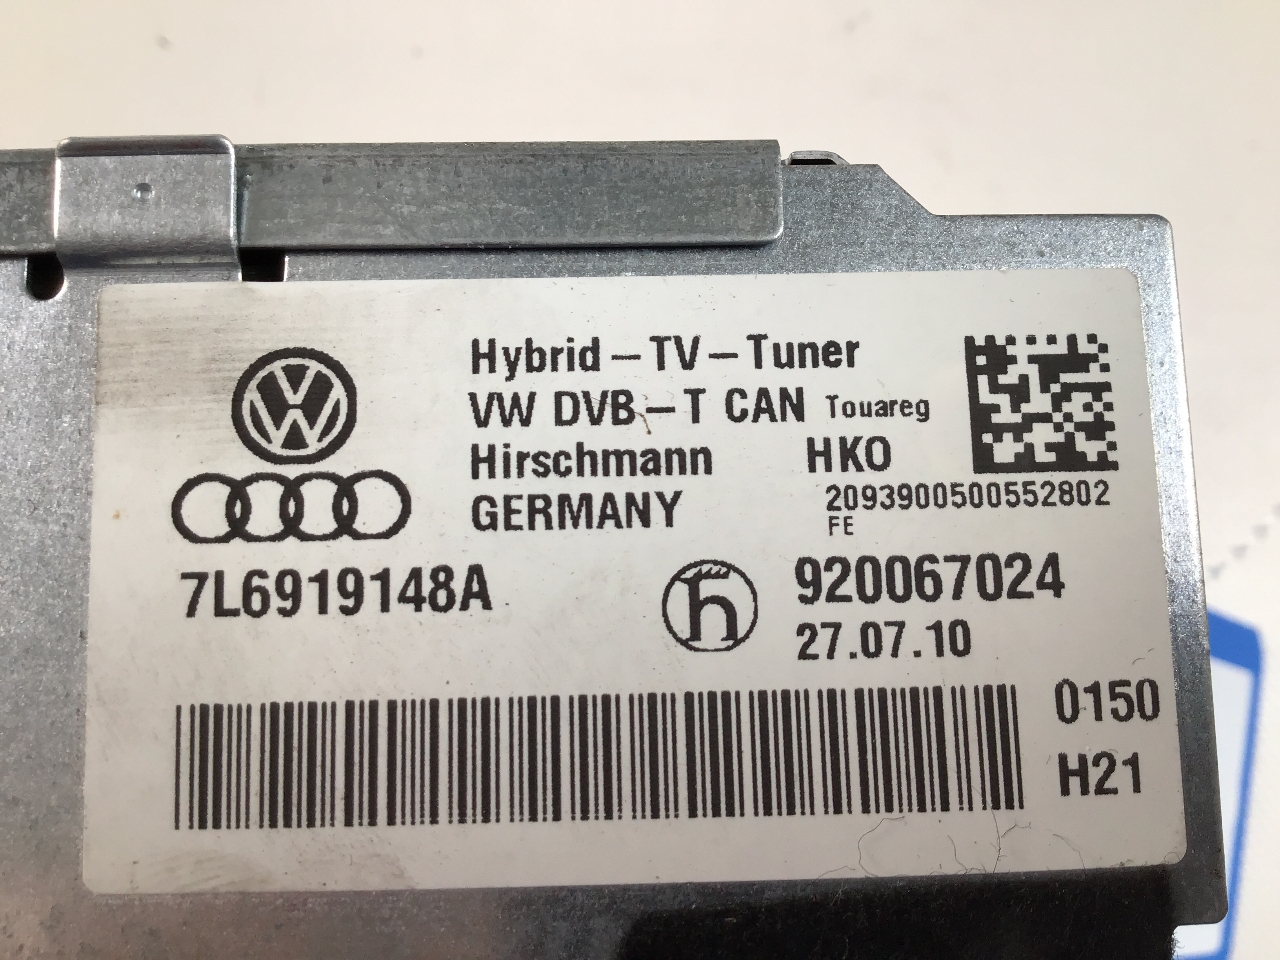 Hybrid-TV-Tuner
VW DVB-T CAN Touareg
Hirschmann HKO
GERMANY 2093900500552802
FE
7L6919148A h 920067024
27.07.10
0150
H21